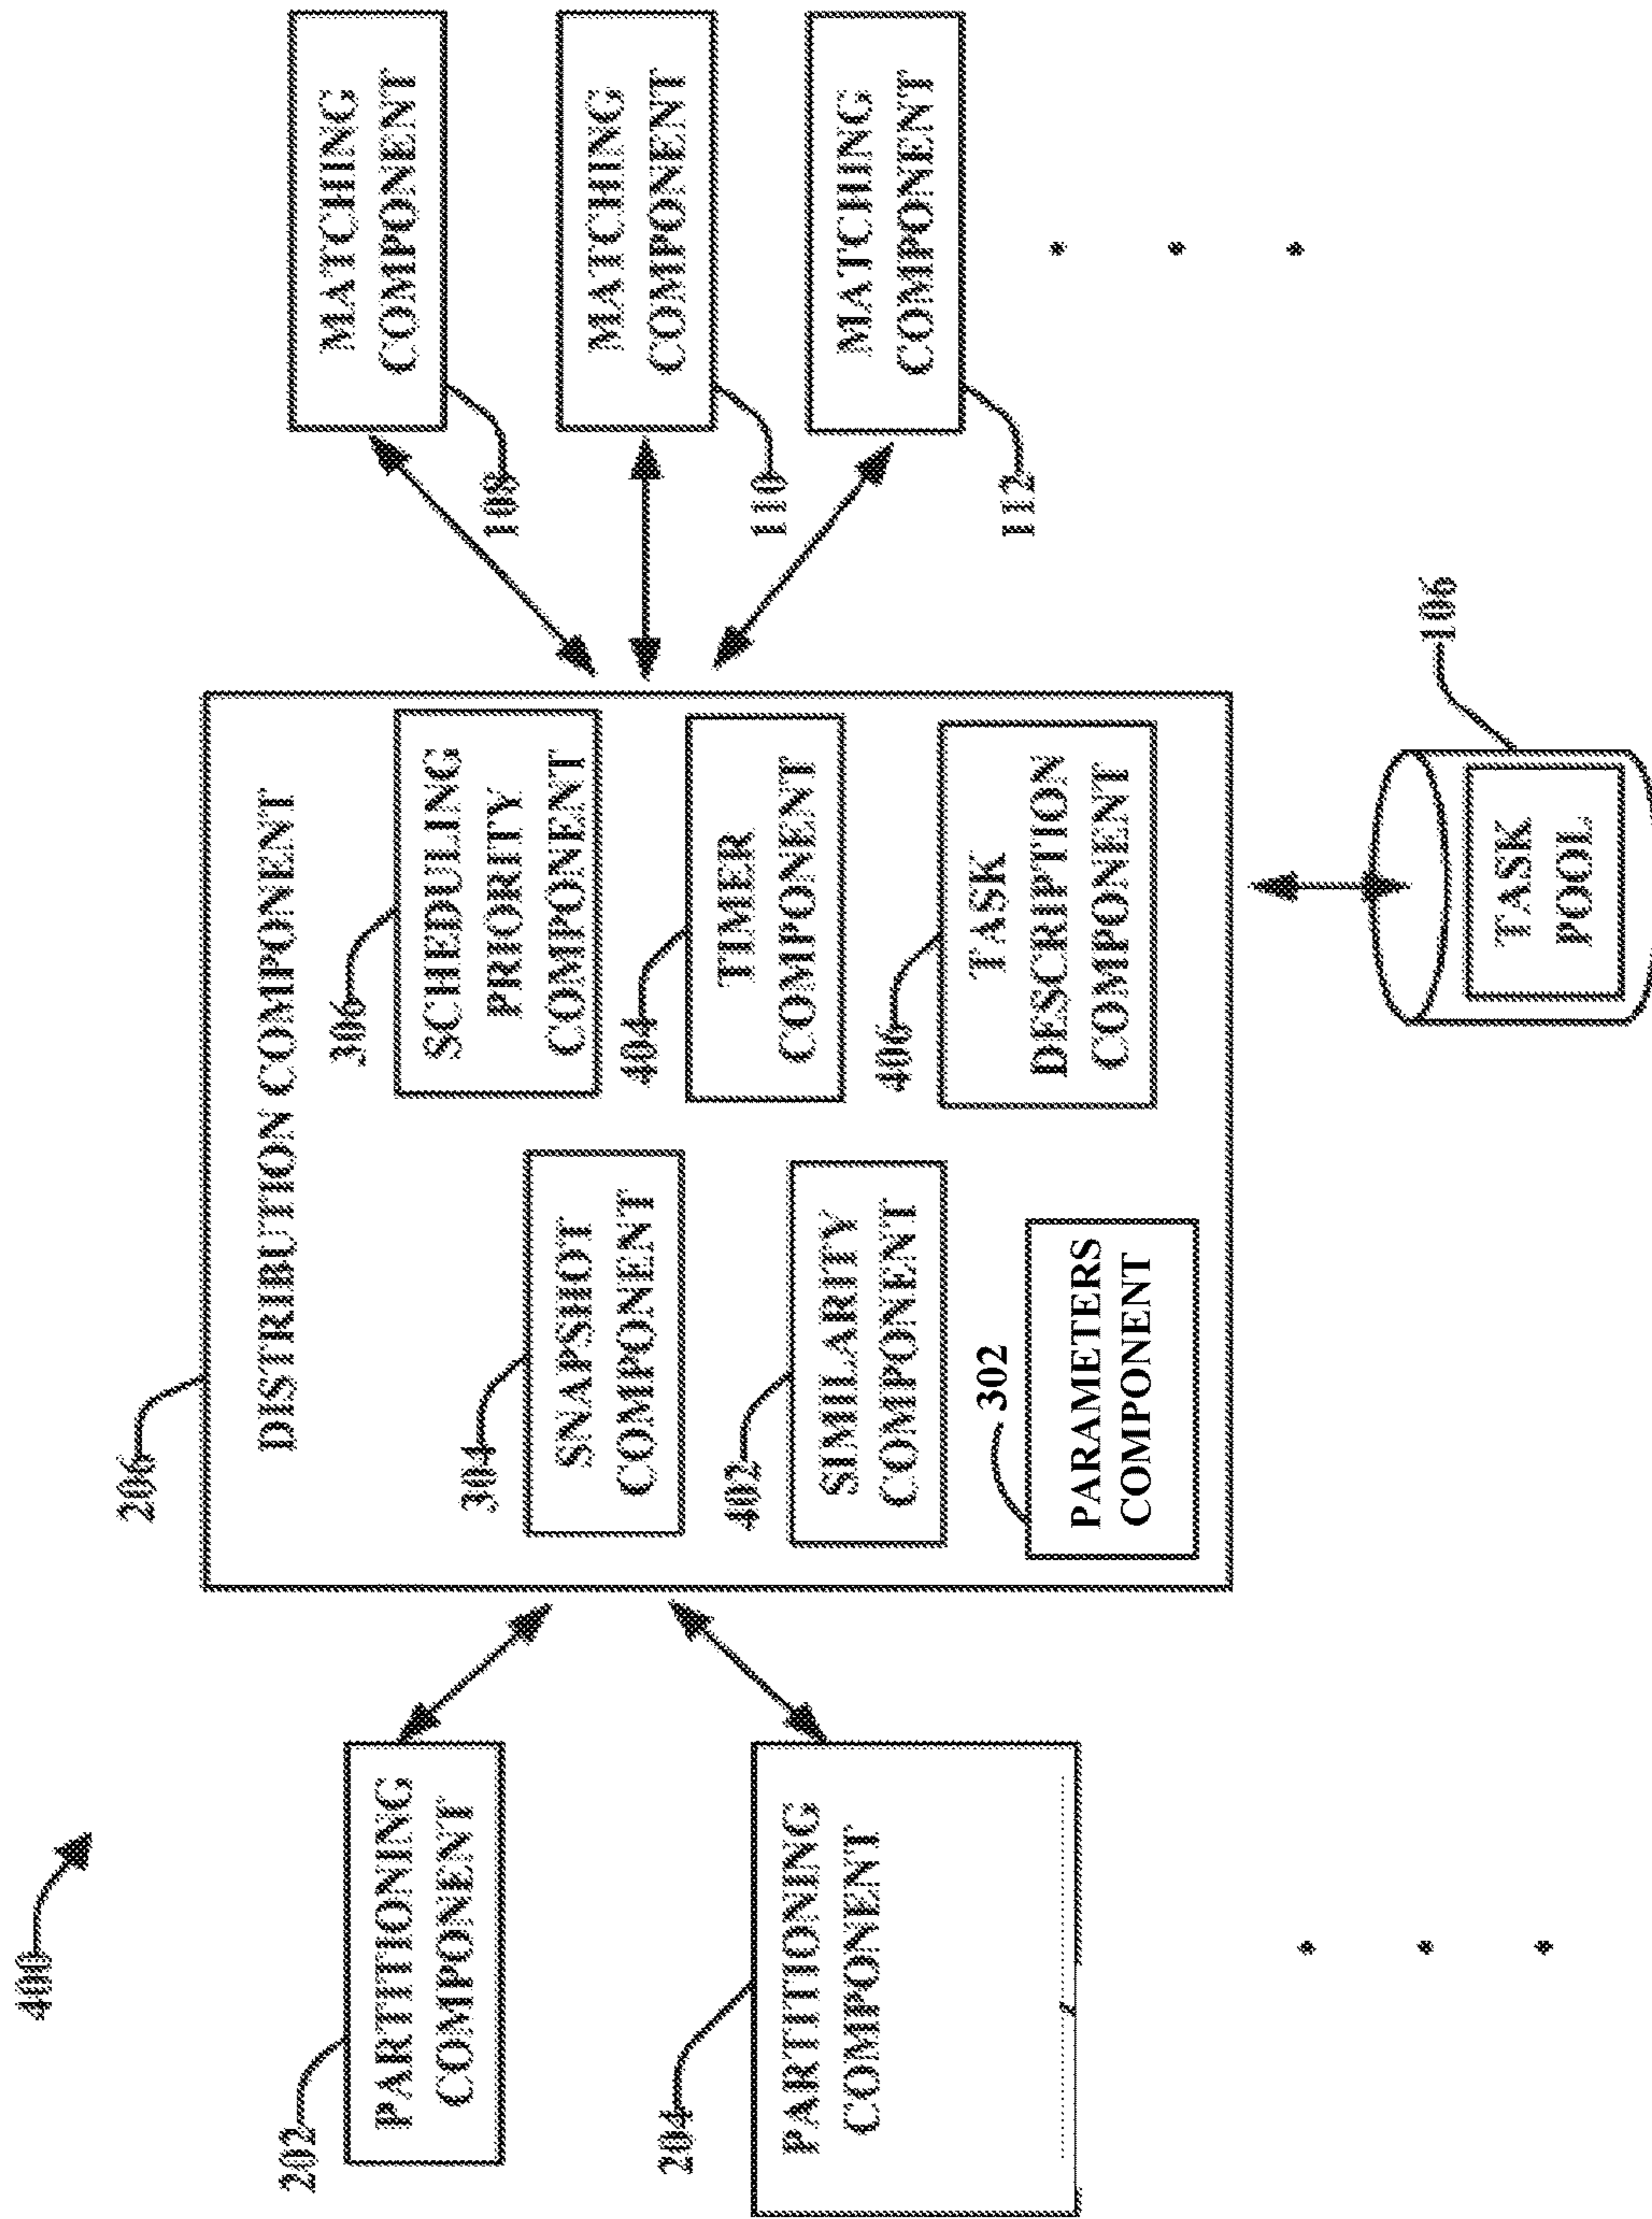 400
206
DISTRIBUTION COMPONENT
202
PARTITIONING
COMPONENT
204
PARTITIONING
COMPONENT
304
SNAPSHOT
COMPONENT
402
SIMILARITY
COMPONENT
302
PARAMETERS
COMPONENT
306
SCHEDULING
PRIORITY
COMPONENT
404
TIMER
COMPONENT
406
TASK
DESCRIPTION
COMPONENT
MATCHING
COMPONENT
108
MATCHING
COMPONENT
110
MATCHING
COMPONENT
112
106
TASK
POOL